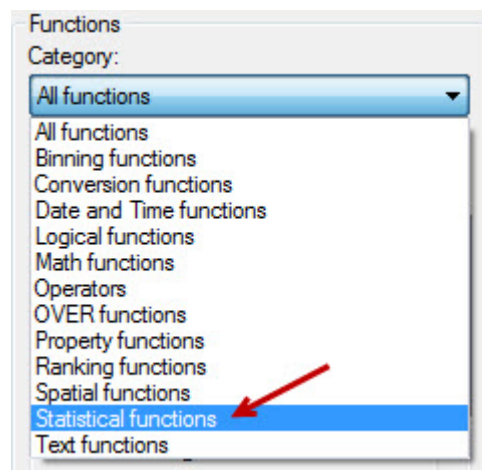 Functions
Category:
All functions
All functions
Binning functions
Conversion functions
Date and Time functions
Logical functions
Math functions
Operators
OVER functions
Property functions
Ranking functions
Spatial functions
Statistical functions
Text functions